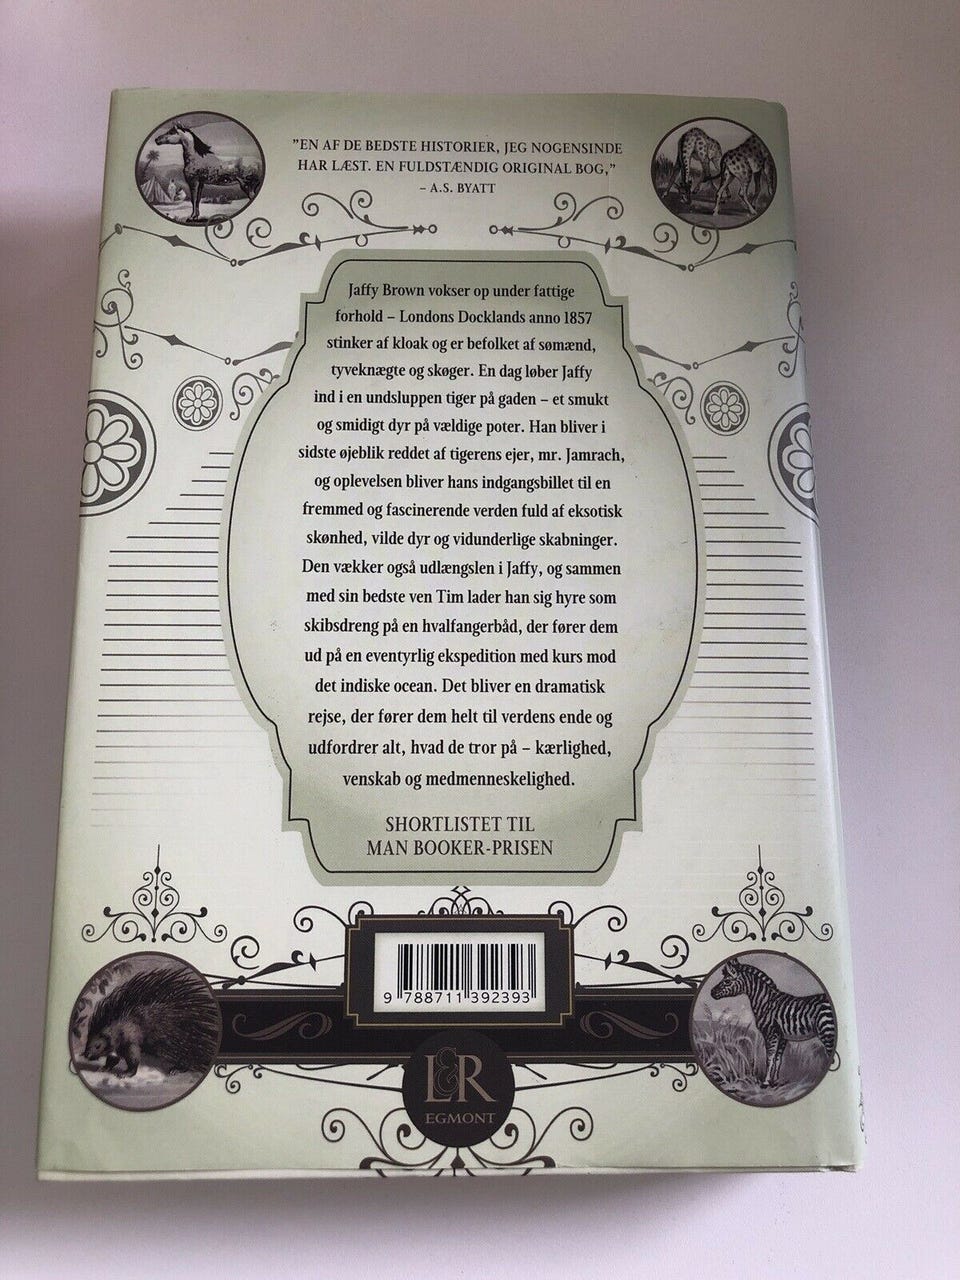 ”EN AF DE BEDSTE HISTORIER, JEG NOGENSINDE
HAR LÆST. EN FULDSTÆNDIG ORIGINAL BOG,”
– A.S. BYATT
Jaffy Brown vokser op under fattige
forhold – Londons Docklands anno 1857
stinker af kloak og er befolket af sømænd,
tyveknægte og skøger. En dag løber Jaffy
ind i en undsluppen tiger på gaden – et smukt
og smidigt dyr på vældige poter. Han bliver i
sidste øjeblik reddet af tigerens ejer, mr. Jamrach,
og oplevelsen bliver hans indgangsbillet til en
fremmed og fascinerende verden fuld af eksotisk
skønhed, vilde dyr og vidunderlige skabninger.
Den vækker også udlængslen i Jaffy, og sammen
med sin bedste ven Tim lader han sig hyre som
skibsdreng på en hvalfangerbåd, der fører dem
ud på en eventyrlig ekspedition med kurs mod
det indiske ocean. Det bliver en dramatisk
rejse, der fører dem helt til verdens ende og
udfordrer alt, hvad de tror på – kærlighed,
venskab og medmenneskelighed.
SHORTLISTET TIL
MAN BOOKER-PRISEN
9 788711 392393
L&R
EGMONT